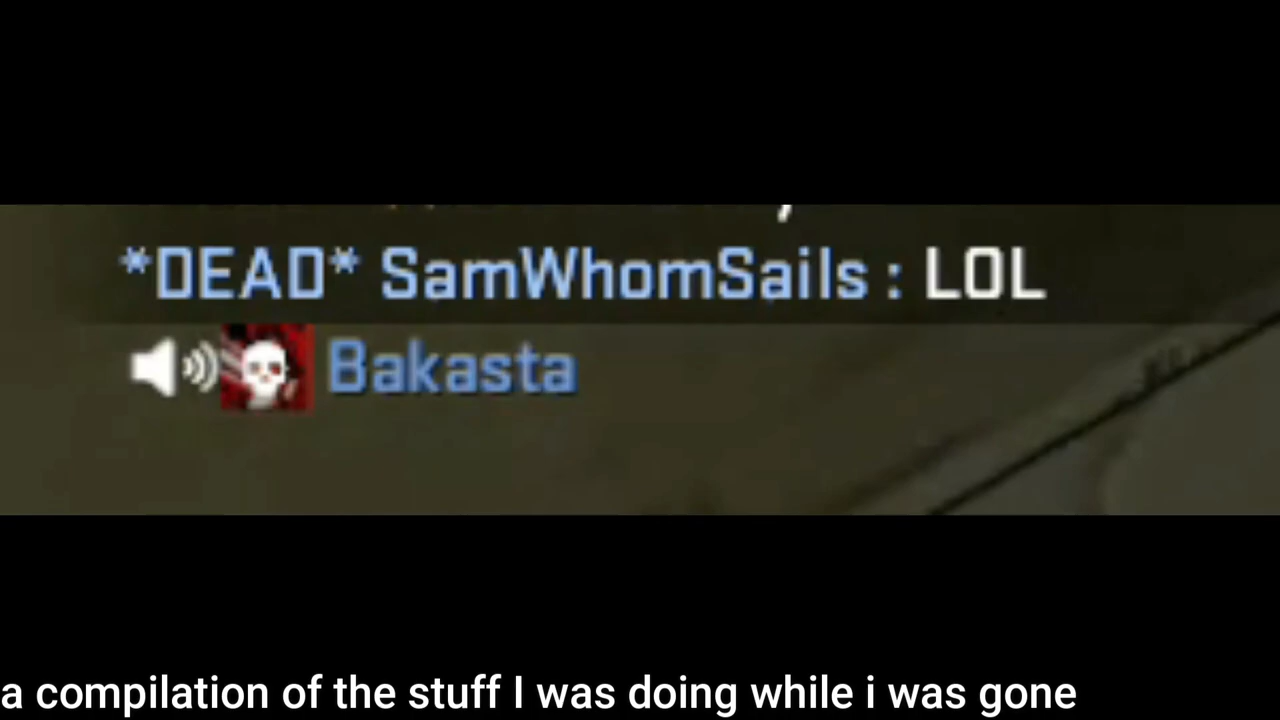 *DEAD* SamWhomSails : LOL
Bakasta
a compilation of the stuff I was doing while i was gone